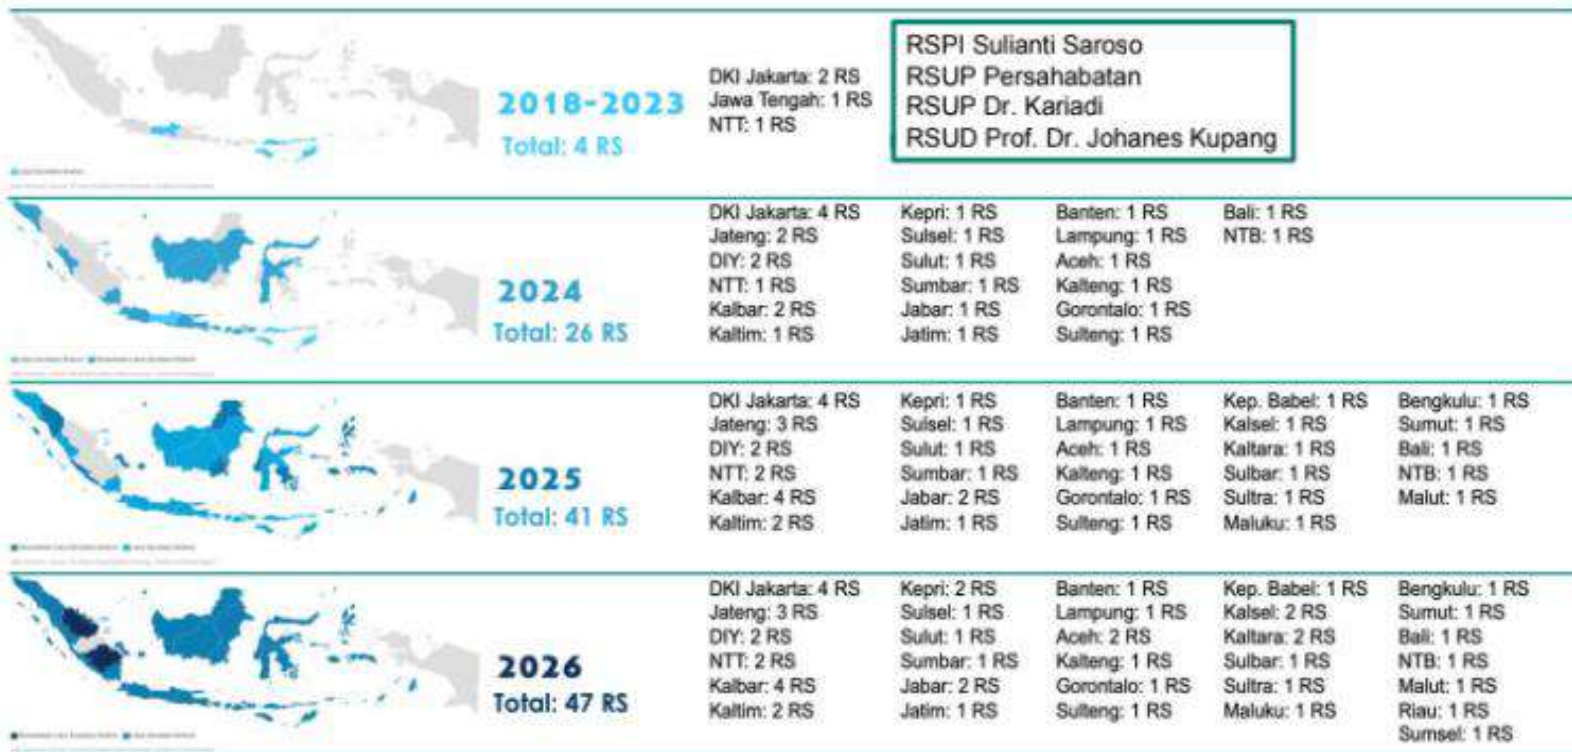 2018-2023
Total: 4 RS
DKI Jakarta: 2 RS
Jawa Tengah: 1 RS
NTT: 1 RS
RSPI Sulianti Saroso
RSUP Persahabatan
RSUP Dr. Kariadi
RSUD Prof. Dr. Johanes Kupang
2024
Total: 26 RS
DKI Jakarta: 4 RS
Jateng: 2 RS
DIY: 2 RS
NTT: 1 RS
Kalbar: 2 RS
Kaltim: 1 RS
Kepri: 1 RS
Sulsel: 1 RS
Sulut: 1 RS
Sumbar: 1 RS
Jabar: 1 RS
Jatim: 1 RS
Banten: 1 RS
Lampung: 1 RS
Aceh: 1 RS
Kalteng: 1 RS
Gorontalo: 1 RS
Sulteng: 1 RS
Bali: 1 RS
NTB: 1 RS
2025
Total: 41 RS
DKI Jakarta: 4 RS
Jateng: 3 RS
DIY: 2 RS
NTT: 2 RS
Kalbar: 4 RS
Kaltim: 2 RS
Kepri: 1 RS
Sulsel: 1 RS
Sulut: 1 RS
Sumbar: 1 RS
Jabar: 2 RS
Jatim: 1 RS
Banten: 1 RS
Lampung: 1 RS
Aceh: 1 RS
Kalteng: 1 RS
Gorontalo: 1 RS
Sulteng: 1 RS
Kep. Babel: 1 RS
Kalsel: 1 RS
Kaltara: 1 RS
Sulbar: 1 RS
Sultra: 1 RS
Maluku: 1 RS
Bengkulu: 1 RS
Sumut: 1 RS
Bali: 1 RS
NTB: 1 RS
Malut: 1 RS
2026
Total: 47 RS
DKI Jakarta: 4 RS
Jateng: 3 RS
DIY: 2 RS
NTT: 2 RS
Kalbar: 4 RS
Kaltim: 2 RS
Kepri: 2 RS
Sulsel: 1 RS
Sulut: 1 RS
Sumbar: 1 RS
Jabar: 2 RS
Jatim: 1 RS
Banten: 1 RS
Lampung: 1 RS
Aceh: 2 RS
Kalteng: 1 RS
Gorontalo: 1 RS
Sulteng: 1 RS
Kep. Babel: 1 RS
Kalsel: 2 RS
Kaltara: 2 RS
Sulbar: 1 RS
Sultra: 1 RS
Maluku: 1 RS
Bengkulu: 1 RS
Sumut: 1 RS
Bali: 1 RS
NTB: 1 RS
Malut: 1 RS
Riau: 1 RS
Sumsel: 1 RS